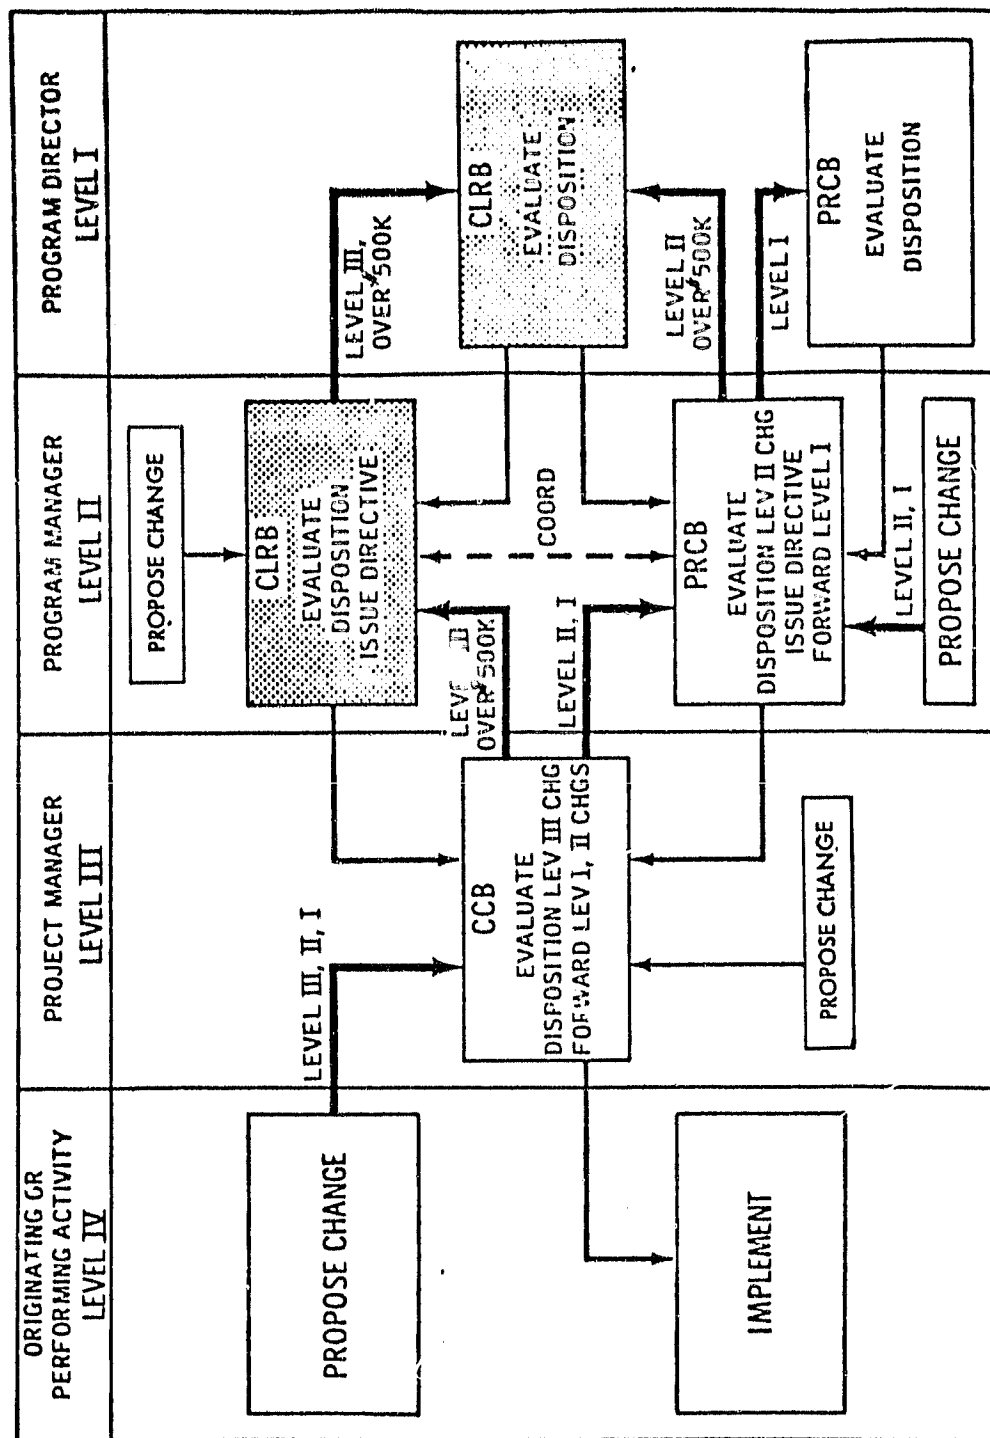 ORIGINATING OR
PERFORMING ACTIVITY
LEVEL IV
PROJECT MANAGER
LEVEL III
PROGRAM MANAGER
LEVEL II
PROGRAM DIRECTOR
LEVEL I
PROPOSE CHANGE
LEVEL III, II, I
IMPLEMENT
CCB
EVALUATE
DISPOSITION LEV III CHG
FORWARD LEV I, II CHGS
PROPOSE CHANGE
PROPOSE CHANGE
CLRB
EVALUATE
DISPOSITION
ISSUE DIRECTIVE
OVER $500K
LEVEL II, I
COORD
PRCB
EVALUATE
DISPOSITION LEV II CHG
ISSUE DIRECTIVE
FORWARD LEVEL I
LEVEL II, I
PROPOSE CHANGE
LEVEL III,
OVER $500K
CLRB
EVALUATE
DISPOSITION
LEVEL II
OVER $500K
LEVEL I
PRCB
EVALUATE
DISPOSITION